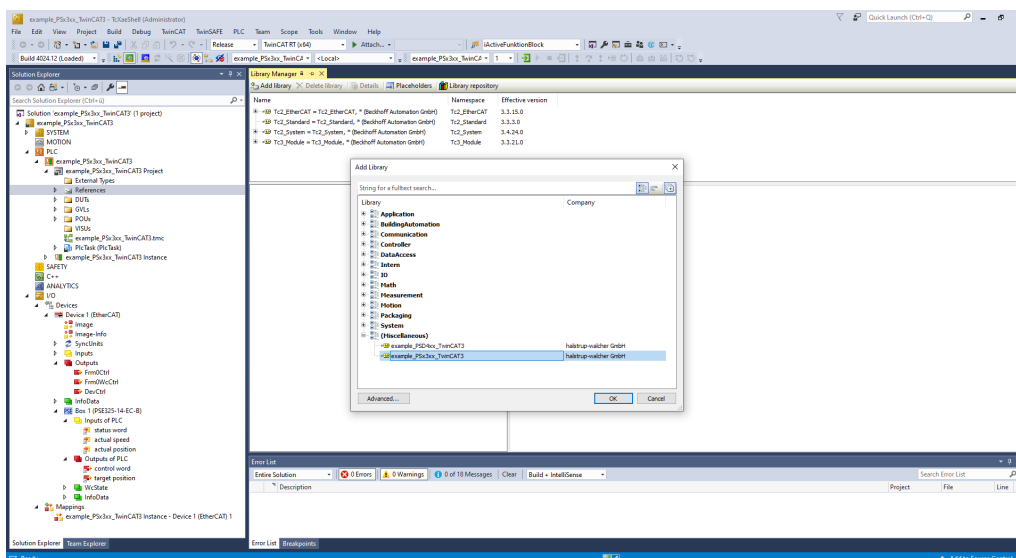 example_PSx3xx_TwinCAT3 - TcXaeShell (Administrator)
Quick Launch (Ctrl+Q)
File Edit View Project Build Debug TwinCAT TwinSAFE PLC Team Scope Tools Window Help
Release TwinCAT RT (x64) Attach... iActiveFunktionBlock
Build 4024.12 (Loaded) example_PSx3xx_TwinCA <Local> example_PSx3xx_TwinCA 1
Solution Explorer
Search Solution Explorer (Ctrl+ü)
Solution 'example_PSx3xx_TwinCAT3' (1 project)
example_PSx3xx_TwinCAT3
SYSTEM
MOTION
PLC
example_PSx3xx_TwinCAT3
example_PSx3xx_TwinCAT3 Project
External Types
References
DUTs
GVLs
POUs
VISUs
example_PSx3xx_TwinCAT3.tmc
PlcTask (PlcTask)
example_PSx3xx_TwinCAT3 Instance
SAFETY
C++
ANALYTICS
I/O
Devices
Device 1 (EtherCAT)
Image
Image-Info
SyncUnits
Inputs
Outputs
Frm0Ctrl
Frm0WcCtrl
DevCtrl
InfoData
Box 1 (PSE325-14-EC-B)
Inputs of PLC
status word
actual speed
actual position
Outputs of PLC
control word
target position
WcState
InfoData
Mappings
example_PSx3xx_TwinCAT3 Instance - Device 1 (EtherCAT) 1
Solution Explorer Team Explorer
Library Manager
Add library Delete library Details Placeholders Library repository
Name Namespace Effective version
Tc2_EtherCAT = Tc2_EtherCAT, * (Beckhoff Automation GmbH) Tc2_EtherCAT 3.3.15.0
Tc2_Standard = Tc2_Standard, * (Beckhoff Automation GmbH) Tc2_Standard 3.3.3.0
Tc2_System = Tc2_System, * (Beckhoff Automation GmbH) Tc2_System 3.4.24.0
Tc3_Module = Tc3_Module, * (Beckhoff Automation GmbH) Tc3_Module 3.3.21.0
Add Library
String for a fulltext search...
Library Company
Application
BuildingAutomation
Communication
Controller
DataAccess
Intern
IO
Math
Measurement
Motion
Packaging
System
(Miscellaneous)
example_PSD4xx_TwinCAT3 halstrup-walcher GmbH
example_PSx3xx_TwinCAT3 halstrup-walcher GmbH
Advanced... OK Cancel
Error List
Entire Solution 0 Errors 0 Warnings 0 of 18 Messages Clear Build + IntelliSense Search Error List
Description Project File Line
Error List Breakpoints